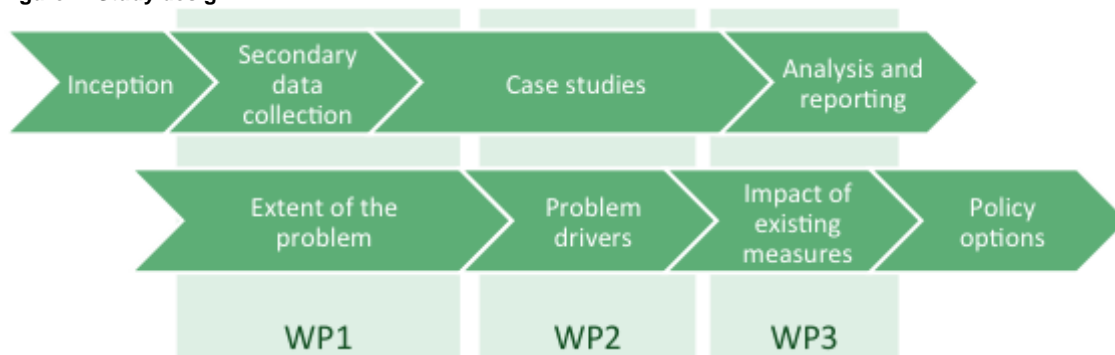 Inception
Secondary
data
collection
Case studies
Analysis and
reporting
Extent of the
problem
Problem
drivers
Impact of
existing
measures
Policy
options
WP1
WP2
WP3